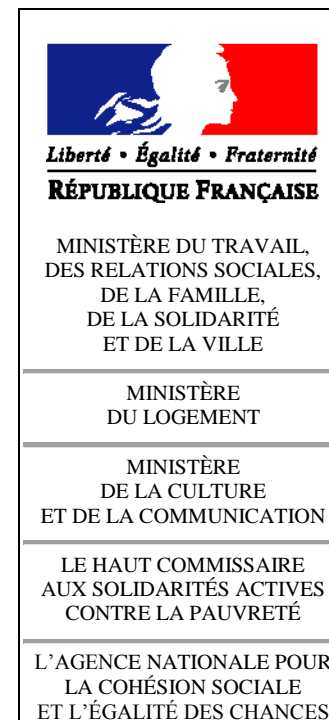 Liberté • Égalité • Fraternité
RÉPUBLIQUE FRANÇAISE
MINISTÈRE DU TRAVAIL,
DES RELATIONS SOCIALES,
DE LA FAMILLE,
DE LA SOLIDARITÉ
ET DE LA VILLE
MINISTÈRE
DU LOGEMENT
MINISTÈRE
DE LA CULTURE
ET DE LA COMMUNICATION
LE HAUT COMMISSAIRE
AUX SOLIDARITÉS ACTIVES
CONTRE LA PAUVRETÉ
L’AGENCE NATIONALE POUR
LA COHÉSION SOCIALE
ET L’ÉGALITÉ DES CHANCES